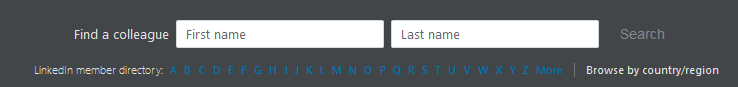 Find a colleague First name Last name Search
LinkedIn member directory: A B C D E F G H I J K L M N O P Q R S T U V W X Y Z More | Browse by country/region